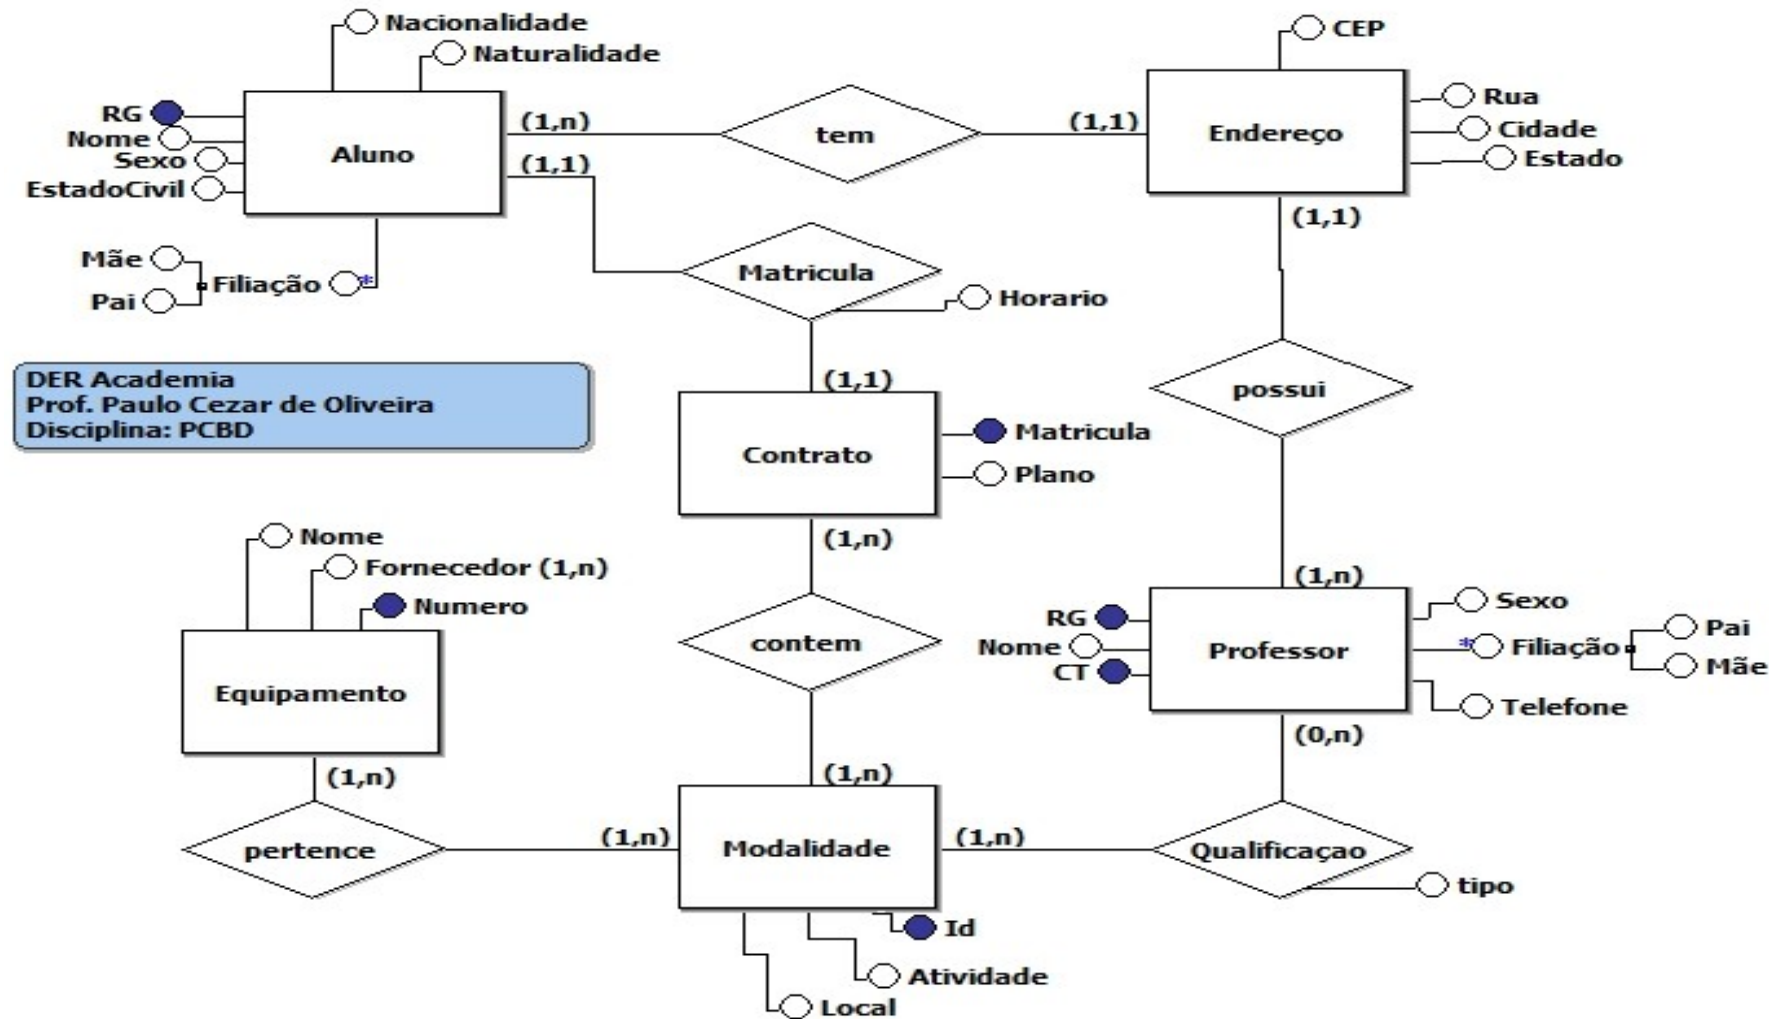 Nacionalidade
Naturalidade
RG
Nome
Sexo
EstadoCivil
Aluno
Mãe
Pai
Filiação
*
(1,n)
tem
(1,1)
(1,1)
CEP
Endereço
Rua
Cidade
Estado
(1,1)
Matricula
Horario
DER Academia
Prof. Paulo Cezar de Oliveira
Disciplina: PCBD
(1,1)
Contrato
Matricula
Plano
(1,n)
possui
(1,n)
Nome
Fornecedor (1,n)
Numero
Equipamento
(1,n)
contem
(1,n)
RG
Nome
CT
Professor
Sexo
*
Filiação
Pai
Mãe
Telefone
(0,n)
pertence
(1,n)
Modalidade
(1,n)
Qualificaçao
tipo
Id
Atividade
Local